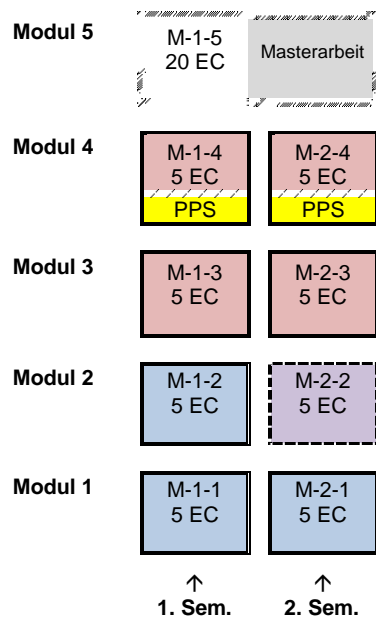 Modul 5
M-1-5
20 EC
Masterarbeit
Modul 4
M-1-4
5 EC
PPS
M-2-4
5 EC
PPS
Modul 3
M-1-3
5 EC
M-2-3
5 EC
Modul 2
M-1-2
5 EC
M-2-2
5 EC
Modul 1
M-1-1
5 EC
M-2-1
5 EC
↑
1. Sem.
↑
2. Sem.